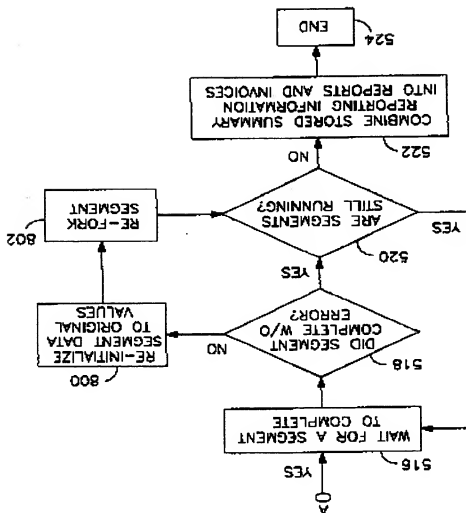 A
YES
516
WAIT FOR A SEGMENT
TO COMPLETE
518
DID SEGMENT
COMPLETE W/O
ERROR?
NO
800
RE-INITIALIZE
SEGMENT DATA
TO ORIGINAL
VALUES
YES
802
RE-FORK
SEGMENT
520
ARE SEGMENTS
STILL RUNNING?
YES
NO
522
COMBINE STORED SUMMARY
REPORTING INFORMATION
INTO REPORTS AND INVOICES
524
END